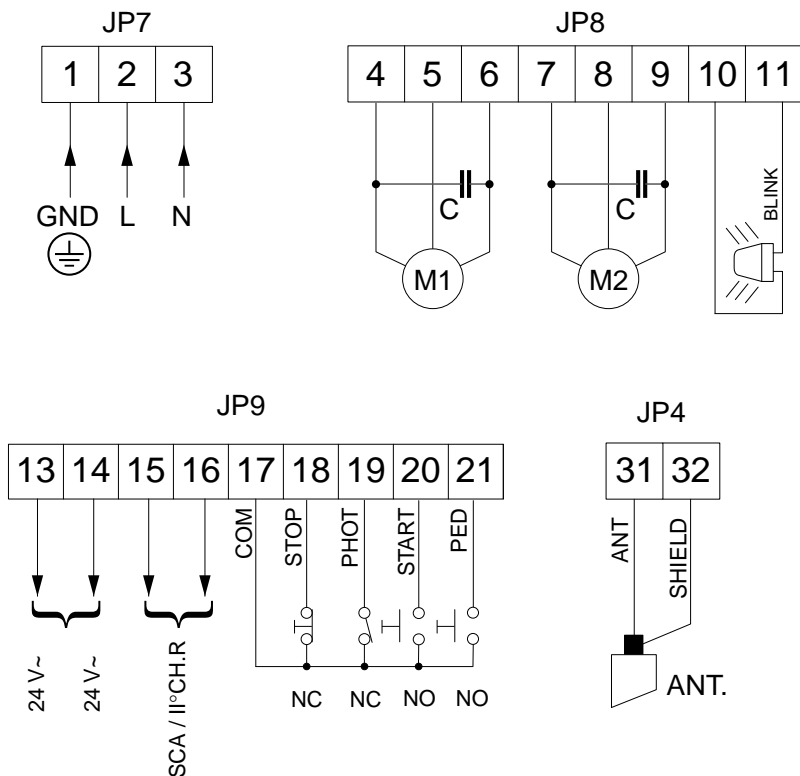 JP7
1 2 3
GND L N
JP8
4 5 6 7 8 9 10 11
C
M1
C
M2
BLINK
JP9
13 14 15 16 17 18 19 20 21
24 V~
24 V~
SCA / II°CH.R
COM
STOP
PHOT
START
PED
NC NC NO NO
JP4
31 32
ANT
SHIELD
ANT.